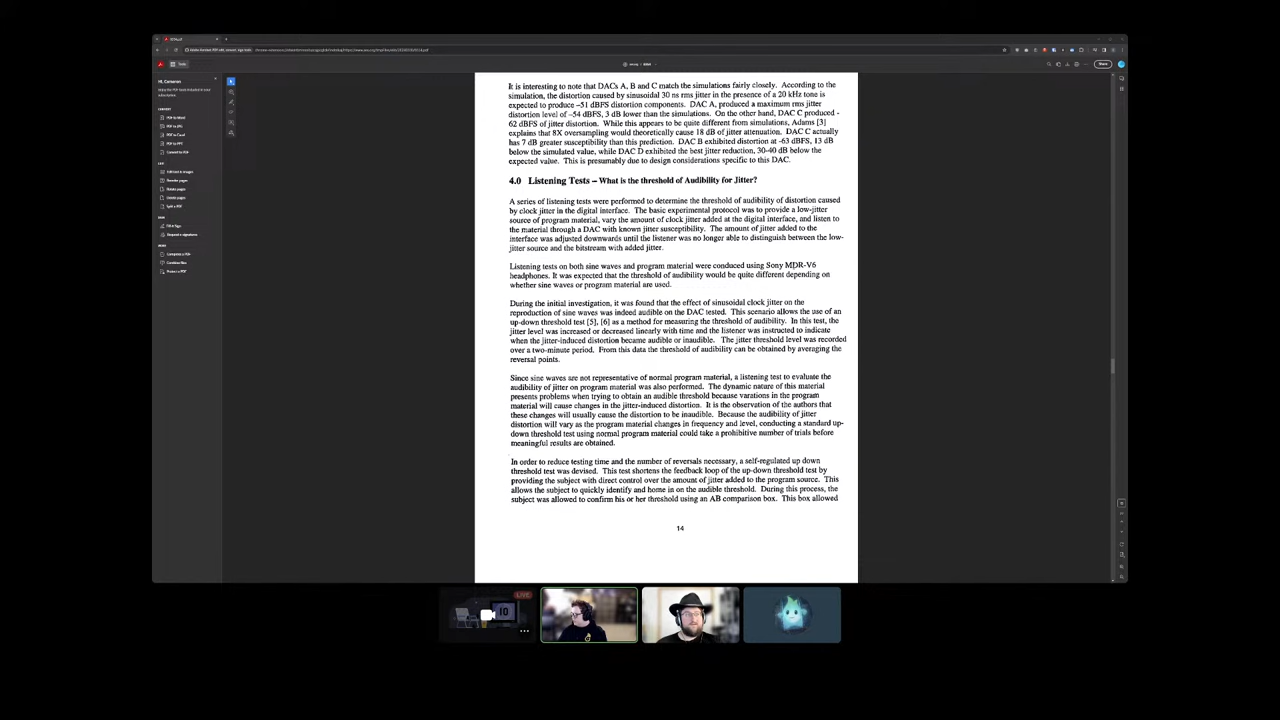 Tools
Share
Hi, Cameron
It is interesting to note that DACs A, B and C match the simulations fairly closely. According to the
simulation, the distortion caused by sinusoidal 30 ns rms jitter in the presence of a 20 kHz tone is
expected to produce –51 dBFS distortion components. DAC A, produced a maximum rms jitter
distortion level of –54 dBFS, 3 dB lower than the simulations. On the other hand, DAC C produced -
62 dBFS of jitter distortion. While this appears to be quite different from simulations, Adams [3]
explains that 8X oversampling would theoretically cause 18 dB of jitter attenuation. DAC C actually
has 7 dB greater susceptibility than this prediction. DAC B exhibited distortion at -63 dBFS, 13 dB
below the simulated value, while DAC D exhibited the best jitter reduction, 30-40 dB below the
expected value. This is presumably due to design considerations specific to this DAC.
4.0 Listening Tests – What is the threshold of Audibility for Jitter?
A series of listening tests were performed to determine the threshold of audibility of distortion caused
by clock jitter in the digital interface. The basic experimental protocol was to provide a low-jitter
source of program material, vary the amount of clock jitter added at the digital interface, and listen to
the material through a DAC with known jitter susceptibility. The amount of jitter added to the
interface was adjusted downwards until the listener was no longer able to distinguish between the low-
jitter source and the bitstream with added jitter.
Listening tests on both sine waves and program material were conduced using Sony MDR-V6
headphones. It was expected that the threshold of audibility would be quite different depending on
whether sine waves or program material are used.
During the initial investigation, it was found that the effect of sinusoidal clock jitter on the
reproduction of sine waves was indeed audible on the DAC tested. This scenario allows the use of an
up-down threshold test [5], [6] as a method for measuring the threshold of audibility. In this test, the
jitter level was increased or decreased linearly with time and the listener was instructed to indicate
when the jitter-induced distortion became audible or inaudible. The jitter threshold level was recorded
over a two-minute period. From this data the threshold of audibility can be obtained by averaging the
reversal points.
Since sine waves are not representative of normal program material, a listening test to evaluate the
audibility of jitter on program material was also performed. The dynamic nature of this material
presents problems when trying to obtain an audible threshold because varations in the program
material will cause changes in the jitter-induced distortion. It is the observation of the authors that
these changes will usually cause the distortion to be inaudible. Because the audibility of jitter
distortion will vary as the program material changes in frequency and level, conducting a standard up-
down threshold test using normal program material could take a prohibitive number of trials before
meaningful results are obtained.
In order to reduce testing time and the number of reversals necessary, a self-regulated up down
threshold test was devised. This test shortens the feedback loop of the up-down threshold test by
providing the subject with direct control over the amount of jitter added to the program source. This
allows the subject to quickly identify and home in on the audible threshold. During this process, the
subject was allowed to confirm his or her threshold using an AB comparison box. This box allowed
14
LIVE
10